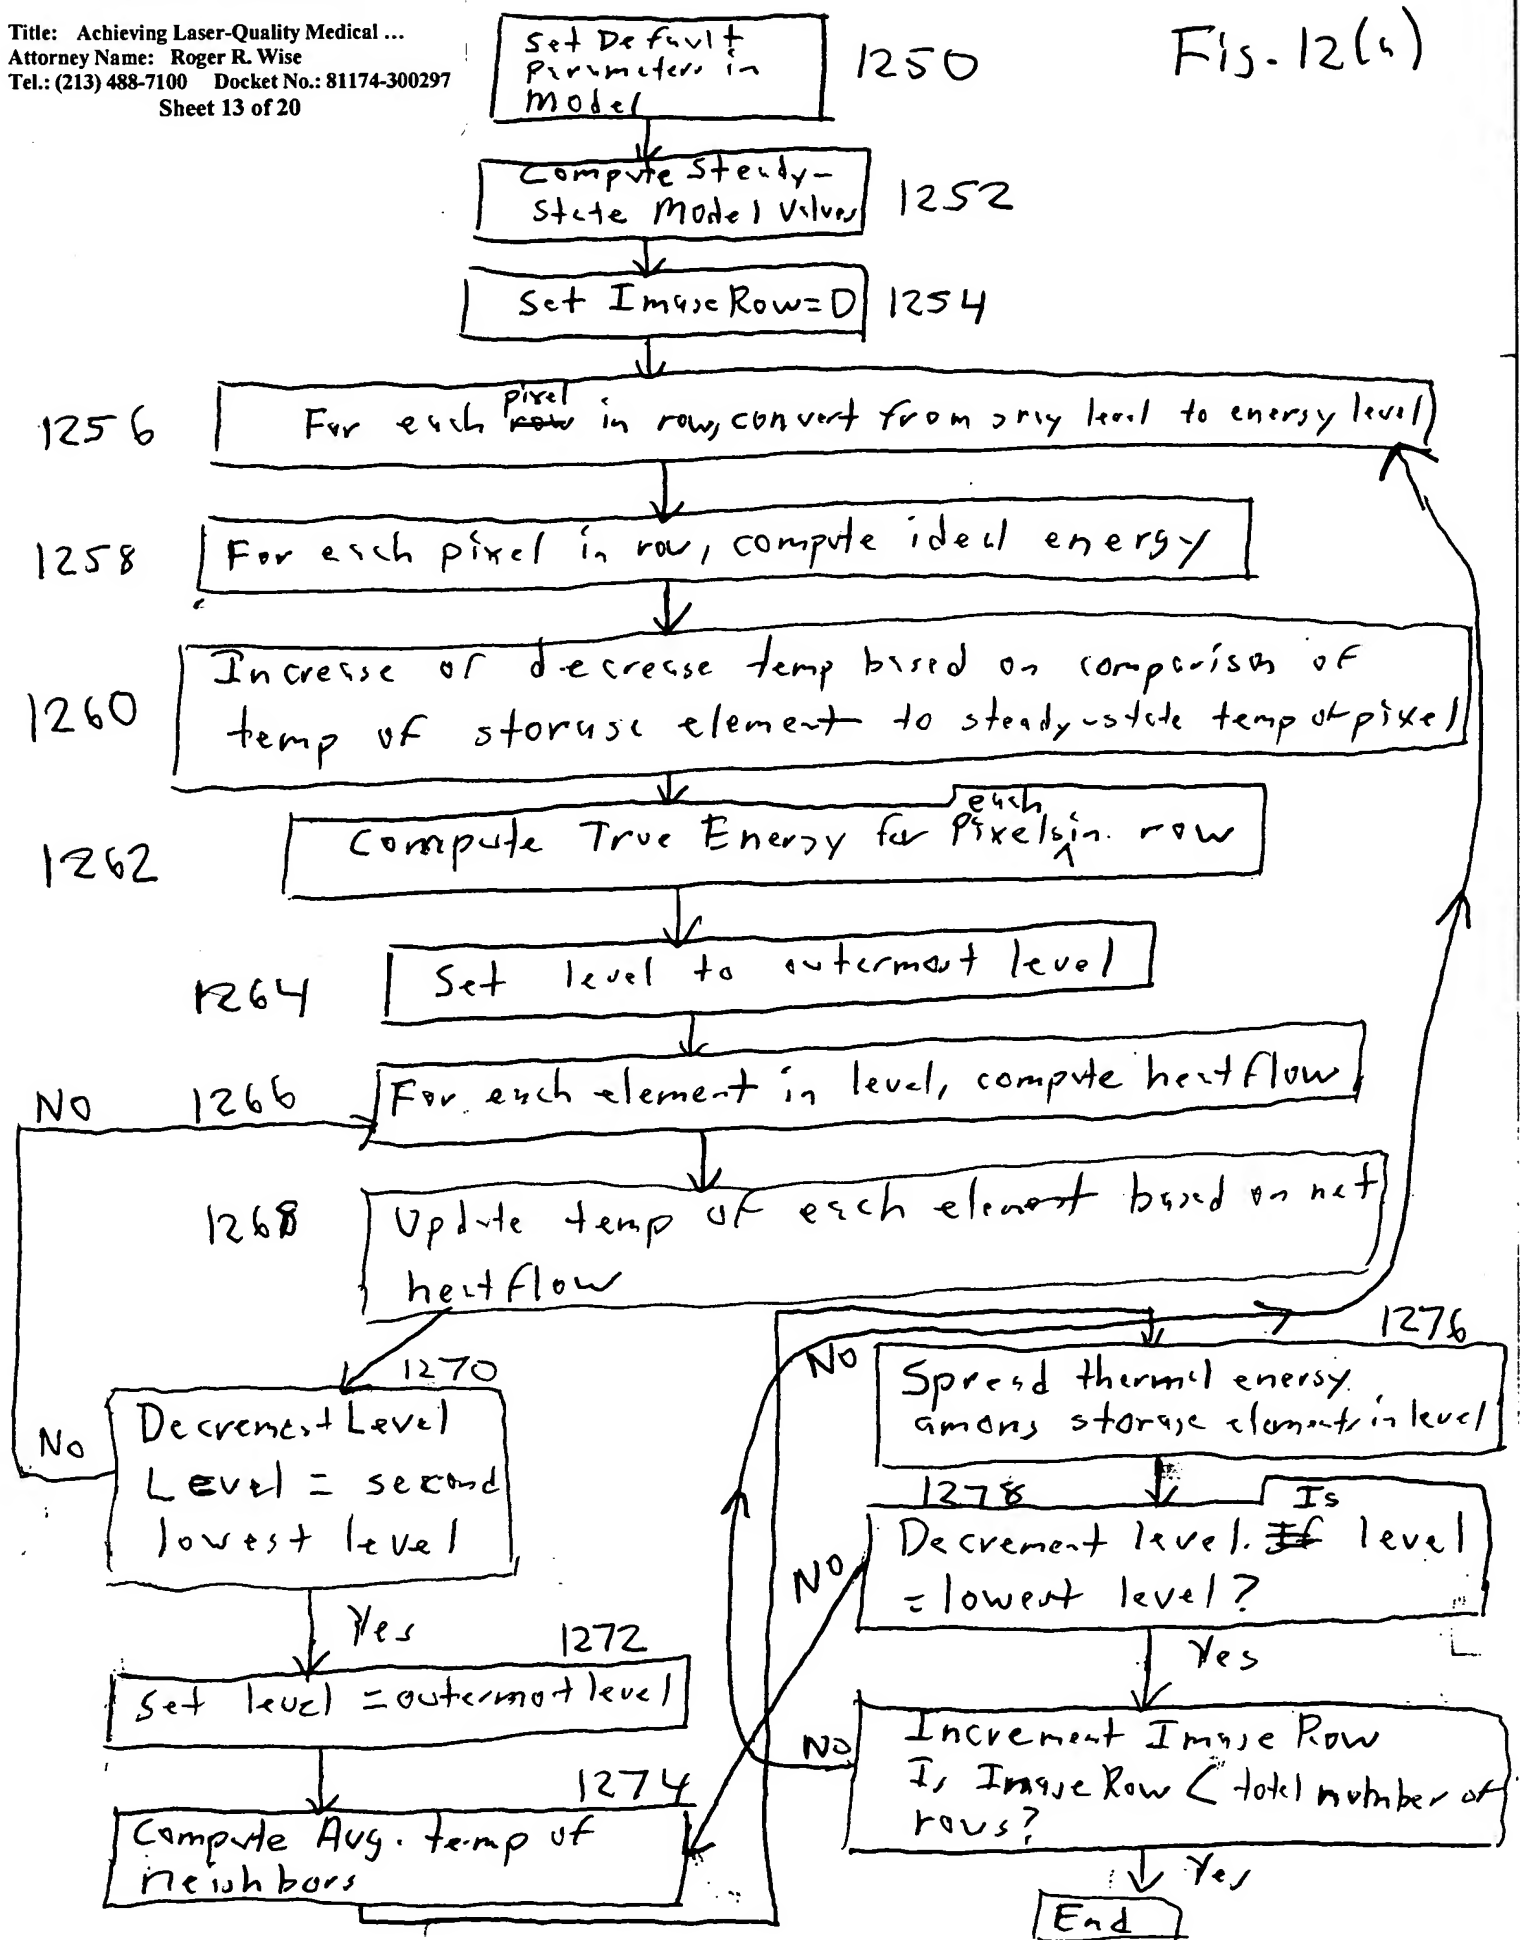 Title: Achieving Laser-Quality Medical ...
Attorney Name: Roger R. Wise
Tel.: (213) 488-7100 Docket No.: 81174-300297
Sheet 13 of 20
Fig. 12(a)
Set Default
Parameters in
Model
1250
Compute Steady-
State Model Values
1252
Set Image Row=0
1254
1256
pixel
For each row in row, convert from gray level to energy level
1258
For each pixel in row, compute ideal energy
1260
Increase or decrease temp based on comparison of
temp of storage element to steady-state temp of pixel
1262
each
Compute True Energy for Pixels in row
1264
Set level to outermost level
NO
1266
For each element in level, compute heat flow
1268
Update temp of each element based on net
heat flow
1270
No
Decrement Level
Level = second
lowest level
Yes
1272
Set level = outermost level
1274
Compute Avg. temp of
neighbors
1276
NO
Spread thermal energy
among storage elements in level
1278
Is
NO
Decrement level. If level
= lowest level?
Yes
NO
Increment Image Row
Is Image Row < total number of
rows?
Yes
End